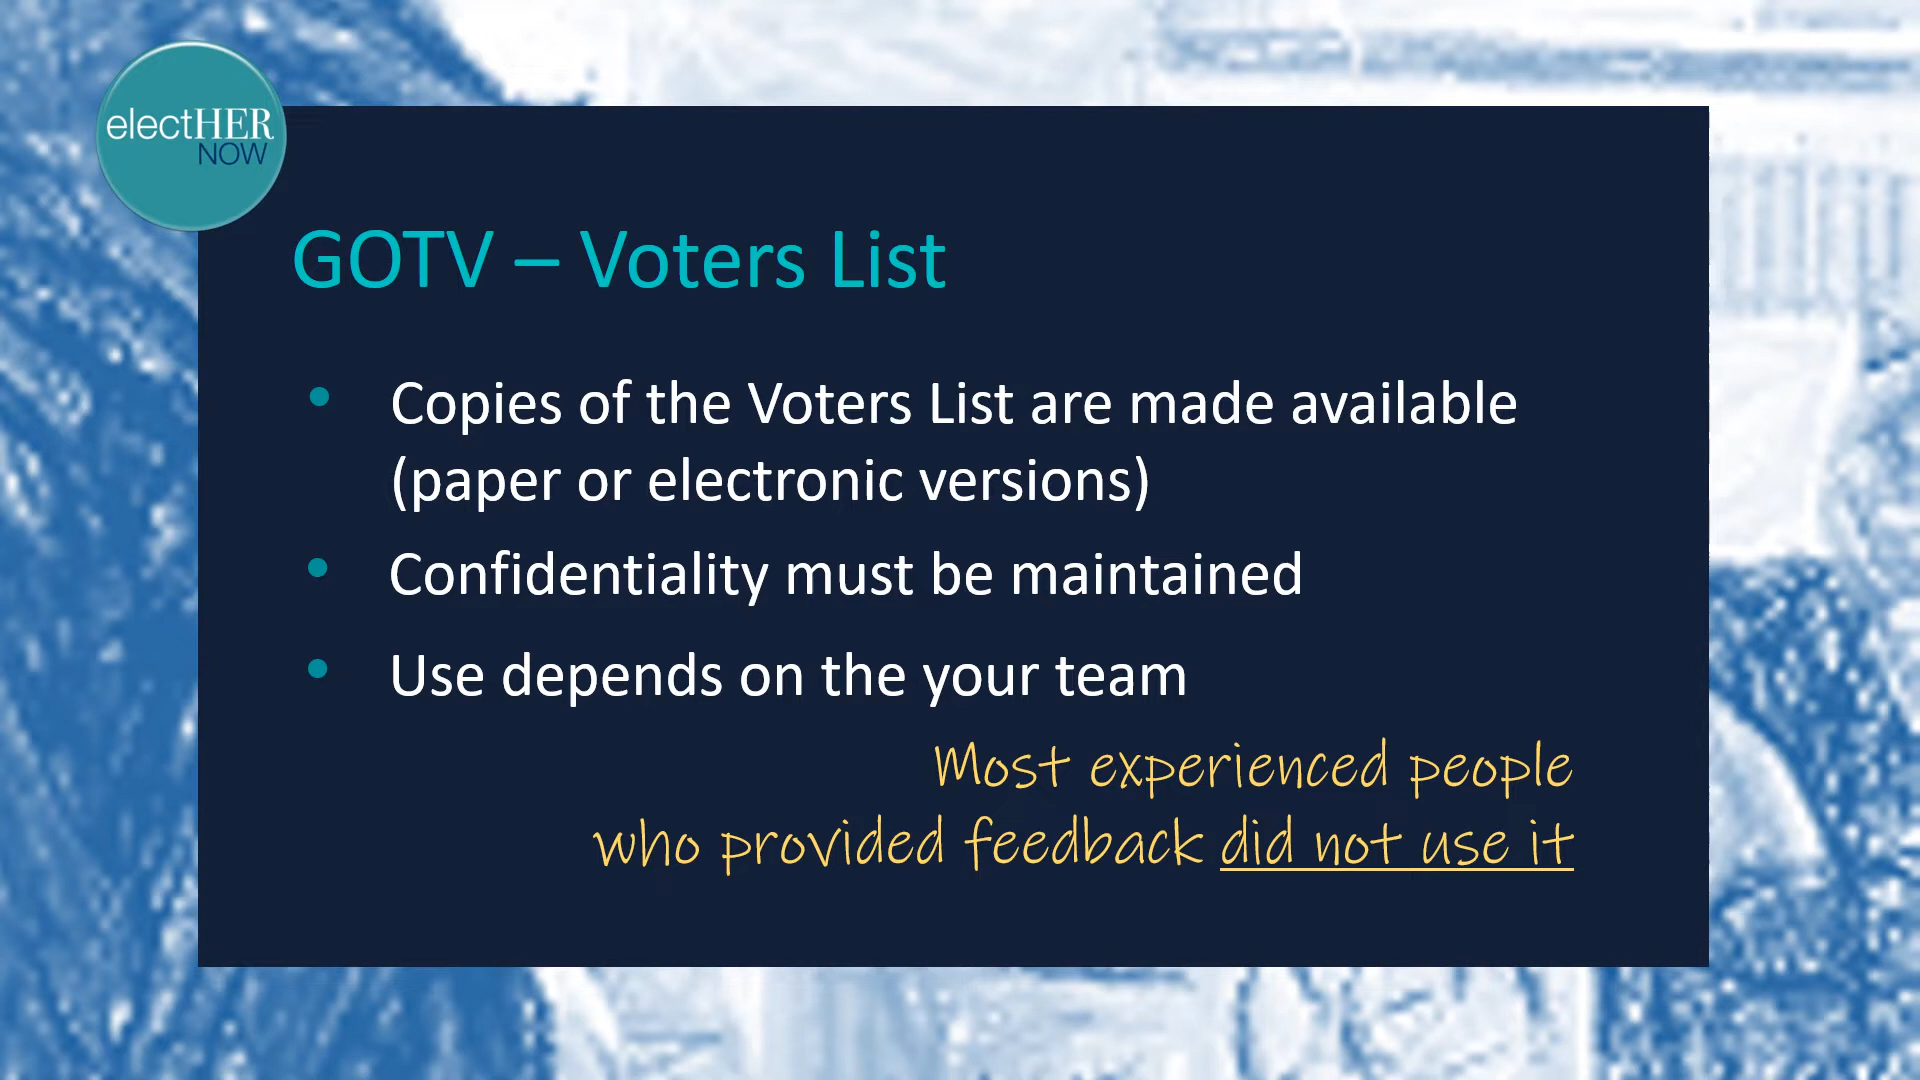 electHER
NOW
GOTV – Voters List
• Copies of the Voters List are made available
(paper or electronic versions)
• Confidentiality must be maintained
• Use depends on the your team
Most experienced people
who provided feedback did not use it